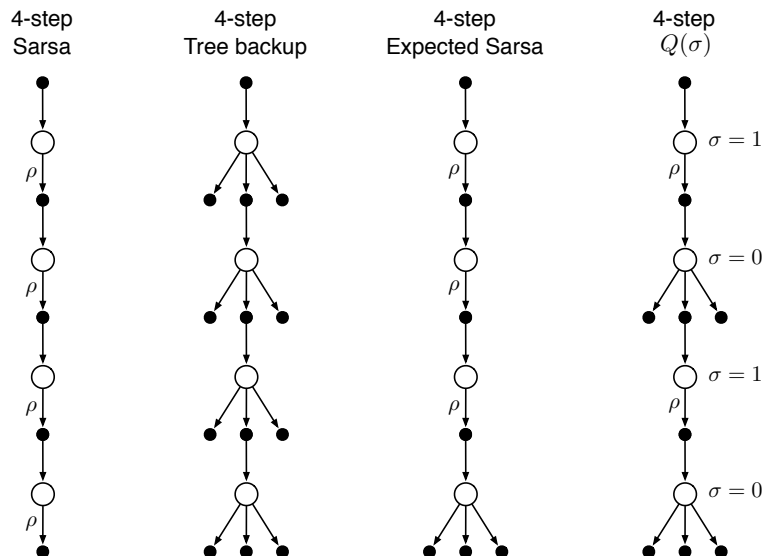 4-step
Sarsa
4-step
Tree backup
4-step
Expected Sarsa
4-step
Q(σ)
σ = 1
ρ
ρ
ρ
σ = 0
ρ
ρ
σ = 1
ρ
ρ
ρ
σ = 0
ρ